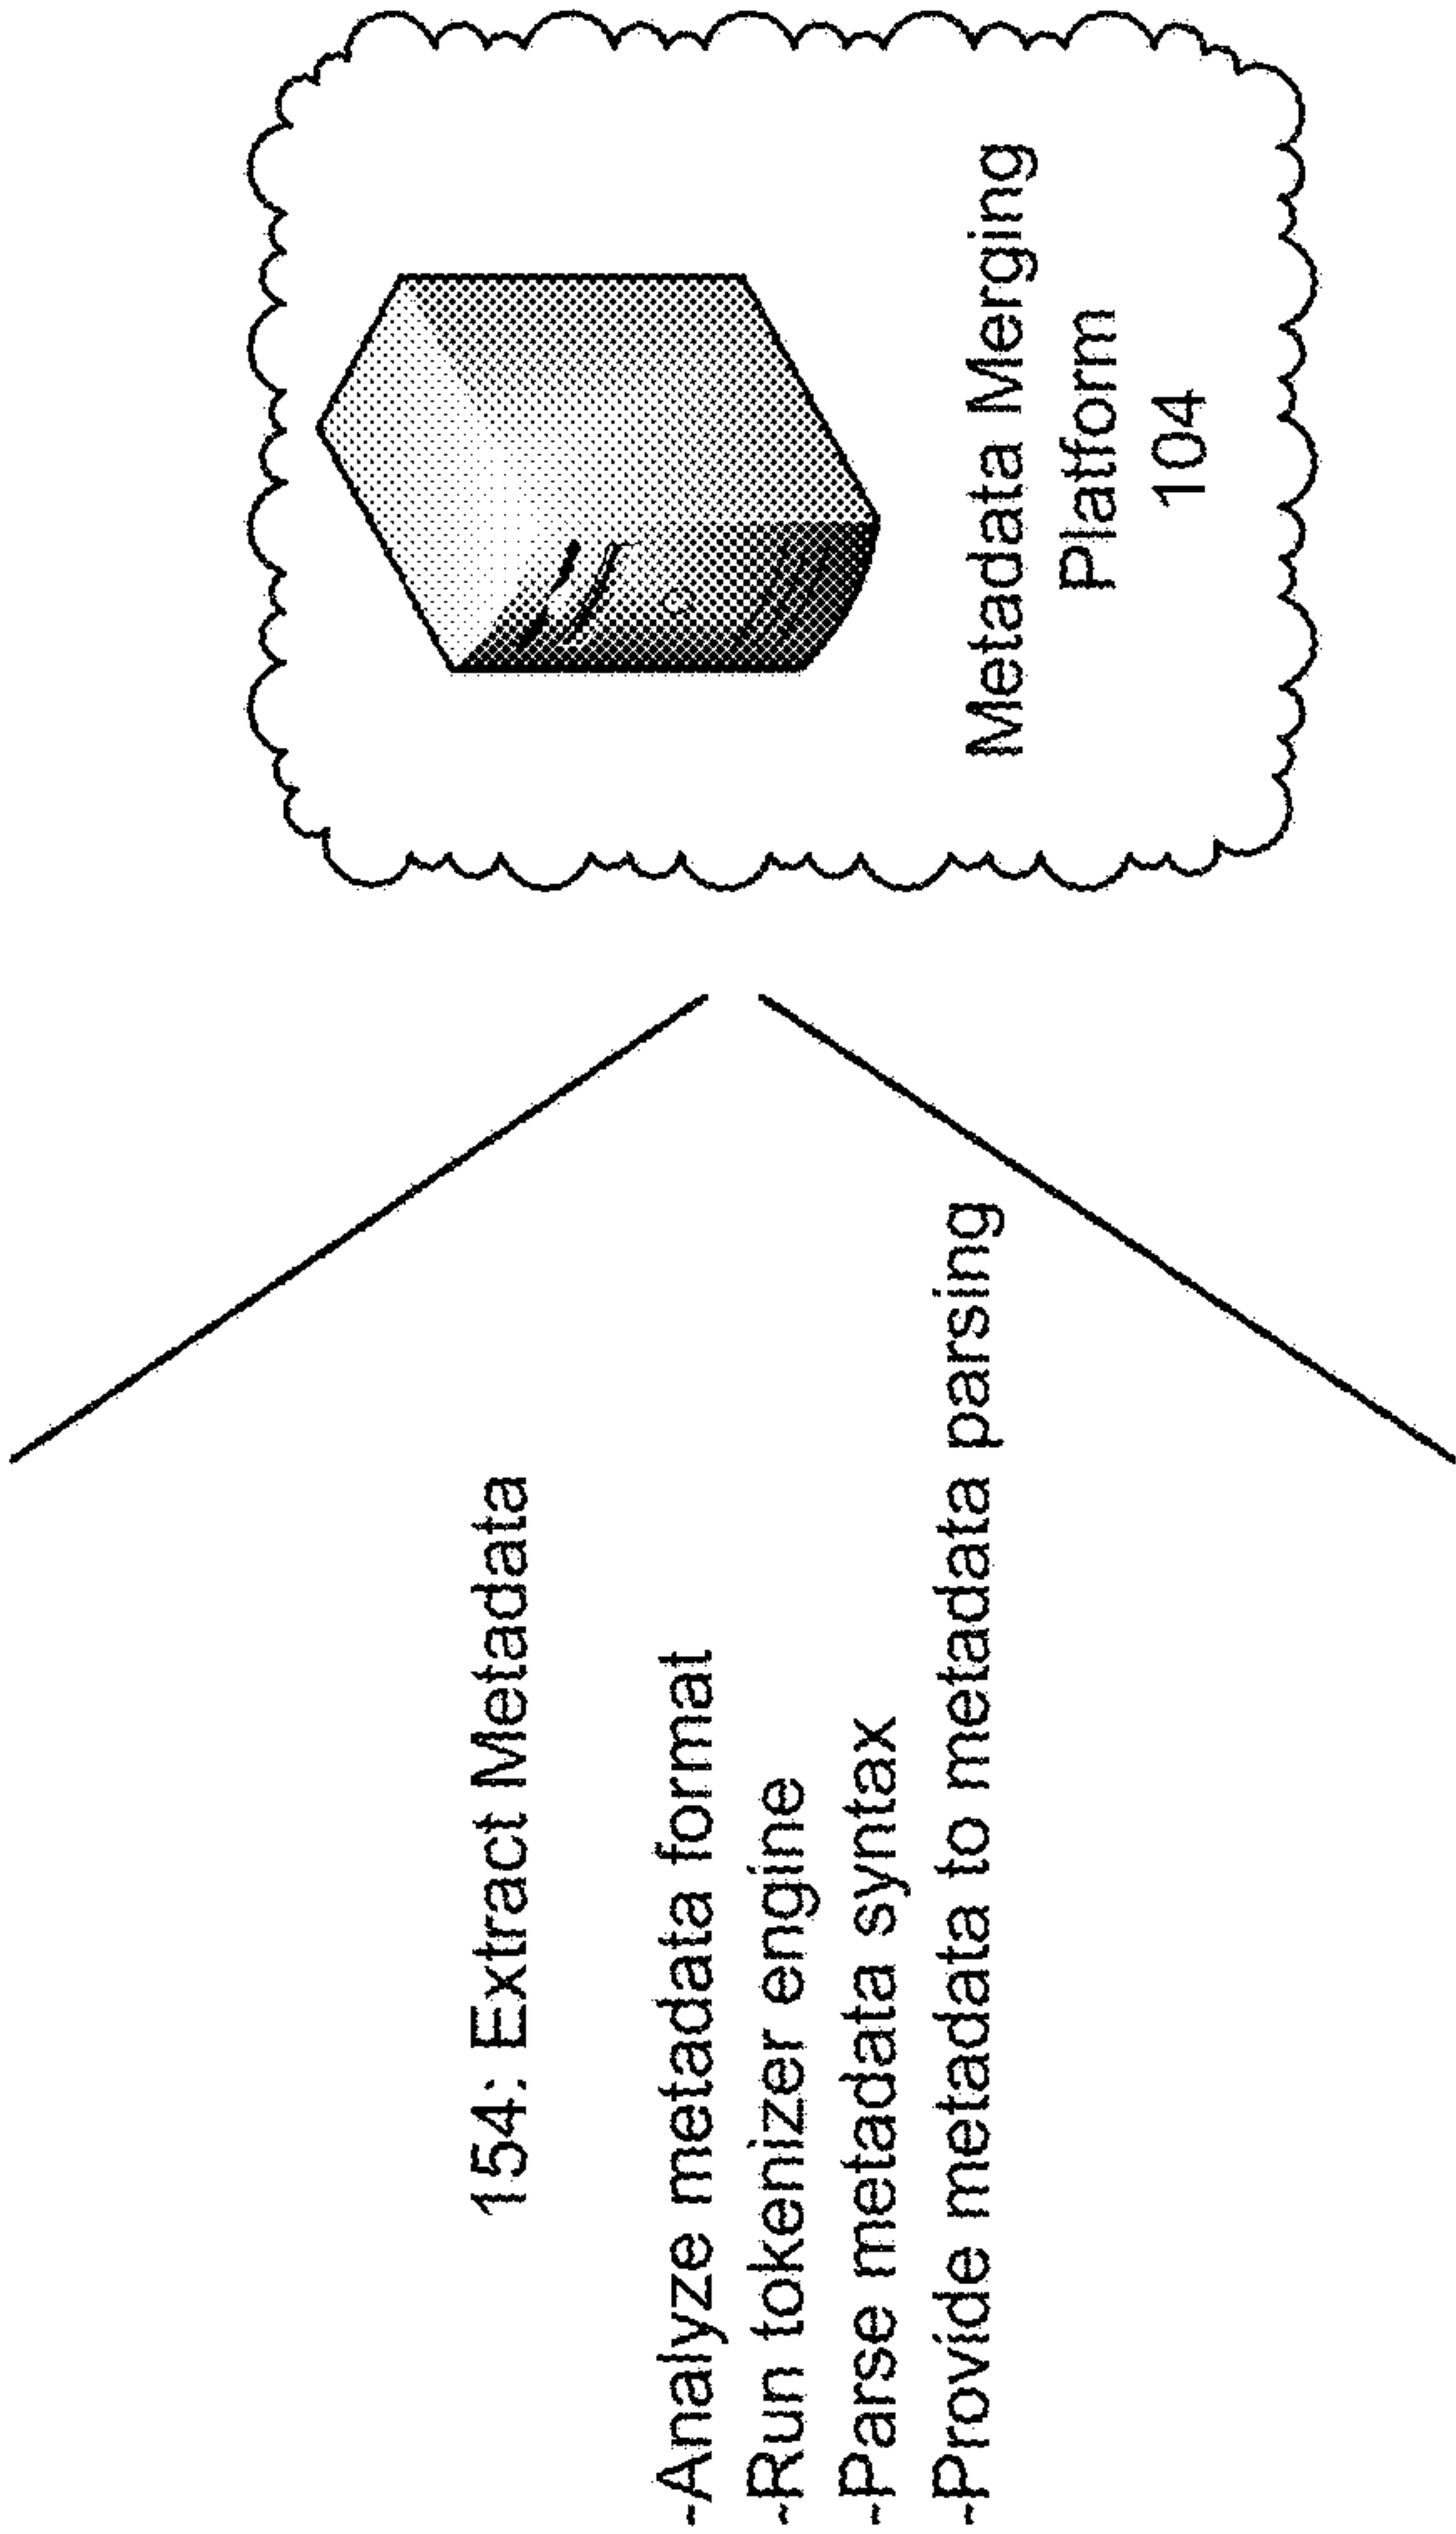 154: Extract Metadata
-Analyze metadata format
-Run tokenizer engine
-Parse metadata syntax
-Provide metadata to metadata parsing
Metadata Merging
Platform
104